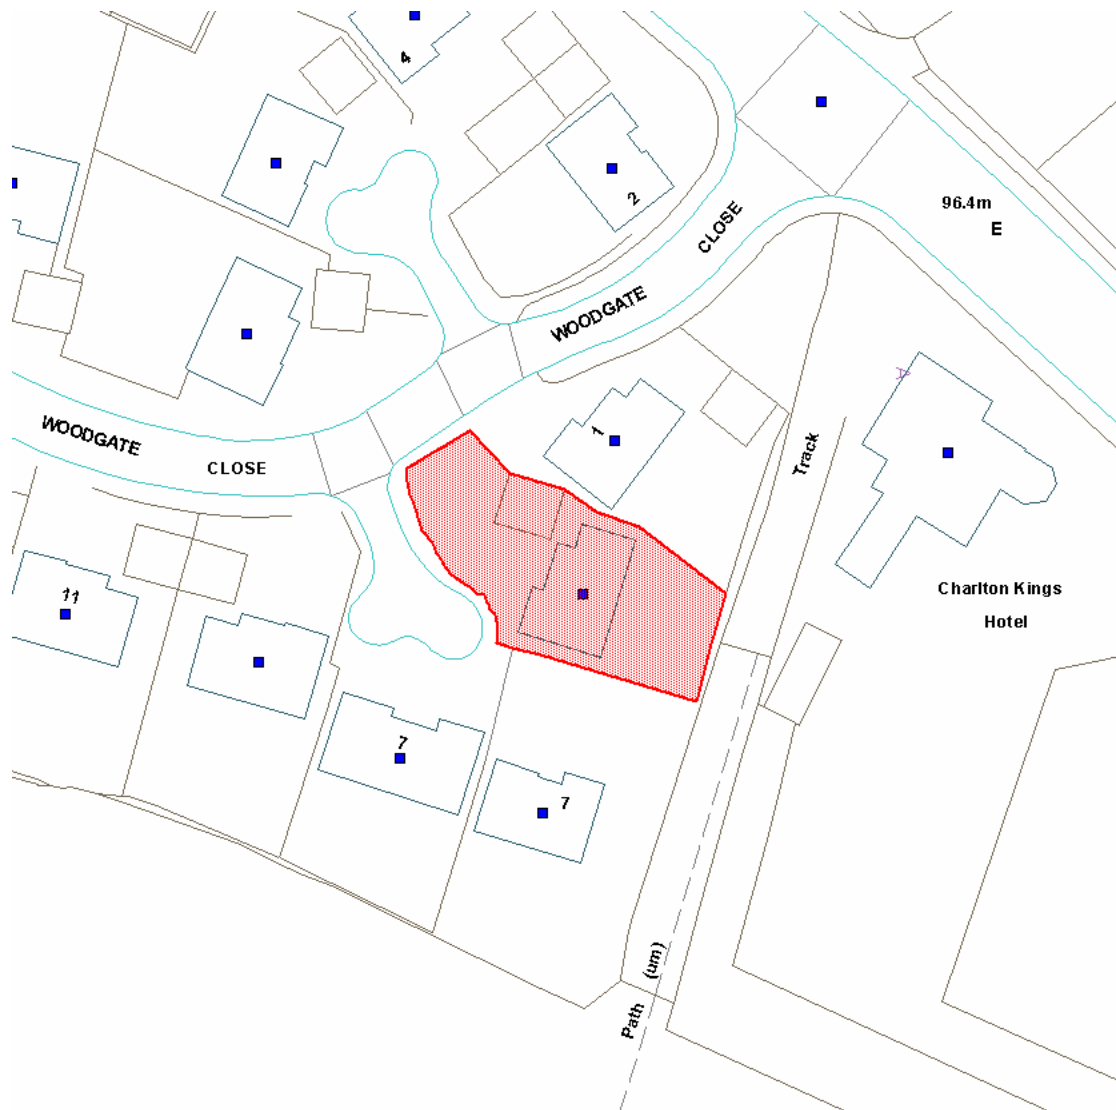 4
2
96.4m
E
CLOSE
WOODGATE
1
WOODGATE
CLOSE
Track
Charlton Kings
Hotel
11
7
7
Path (um)